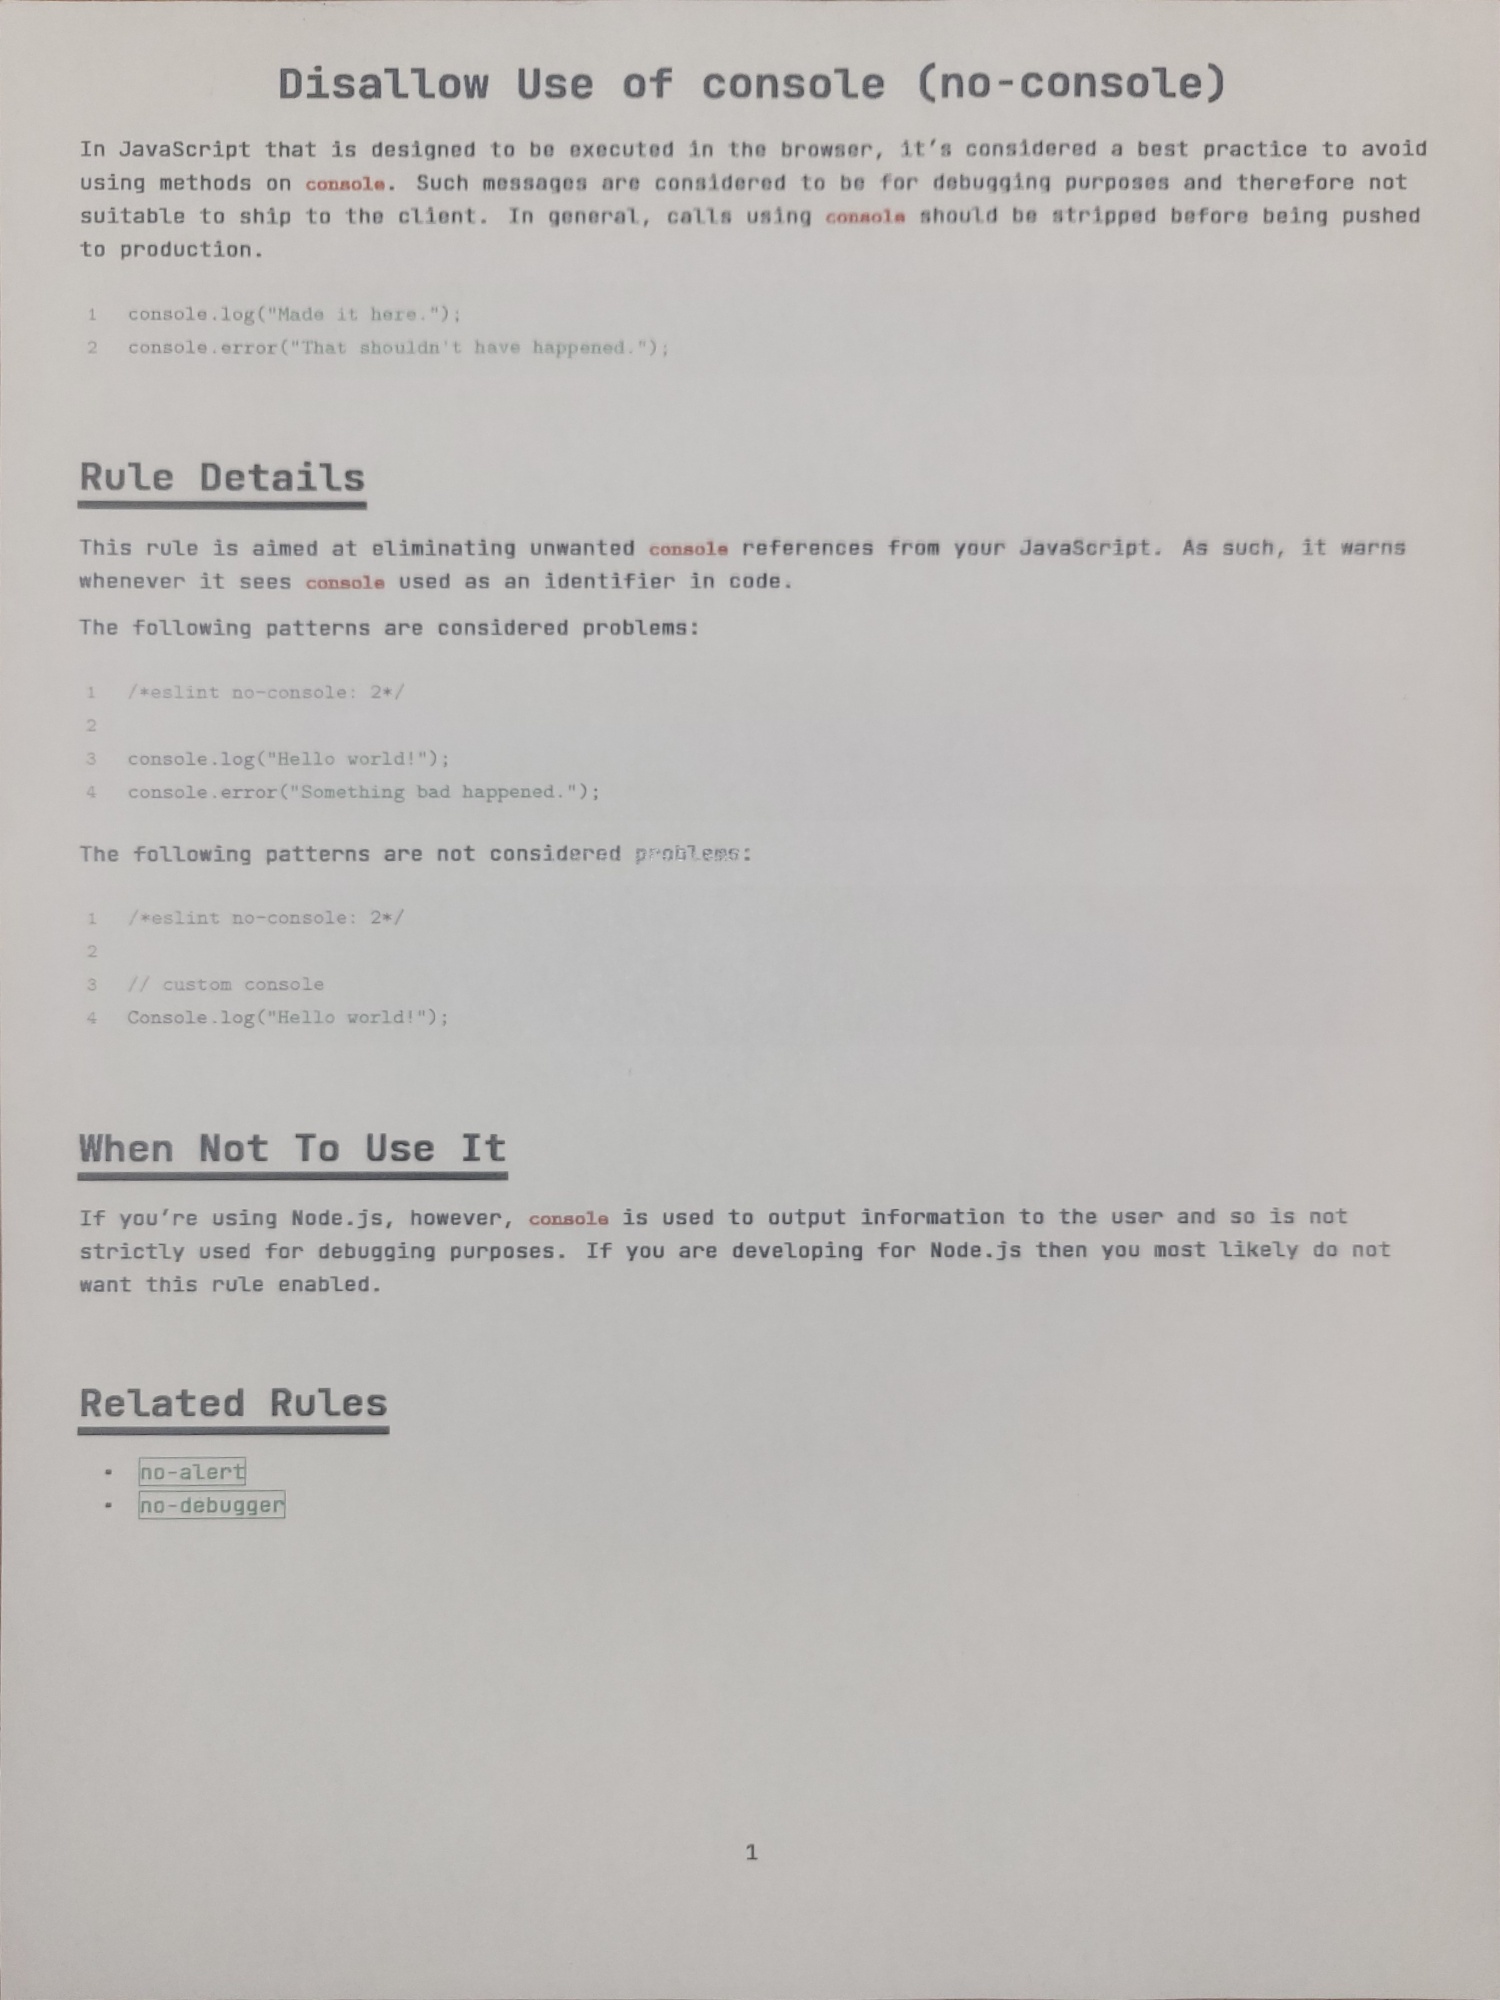 Disallow Use of console (no-console)
In JavaScript that is designed to be executed in the browser, it’s considered a best practice to avoid
using methods on console. Such messages are considered to be for debugging purposes and therefore not
suitable to ship to the client. In general, calls using console should be stripped before being pushed
to production.
1 console.log("Made it here.");
2 console.error("That shouldn't have happened.");
Rule Details
This rule is aimed at eliminating unwanted console references from your JavaScript. As such, it warns
whenever it sees console used as an identifier in code.
The following patterns are considered problems:
1 /*eslint no-console: 2*/
2
3 console.log("Hello world!");
4 console.error("Something bad happened.");
The following patterns are not considered problems:
1 /*eslint no-console: 2*/
2
3 // custom console
4 Console.log("Hello world!");
When Not To Use It
If you’re using Node.js, however, console is used to output information to the user and so is not
strictly used for debugging purposes. If you are developing for Node.js then you most likely do not
want this rule enabled.
Related Rules
• no-alert
• no-debugger
1